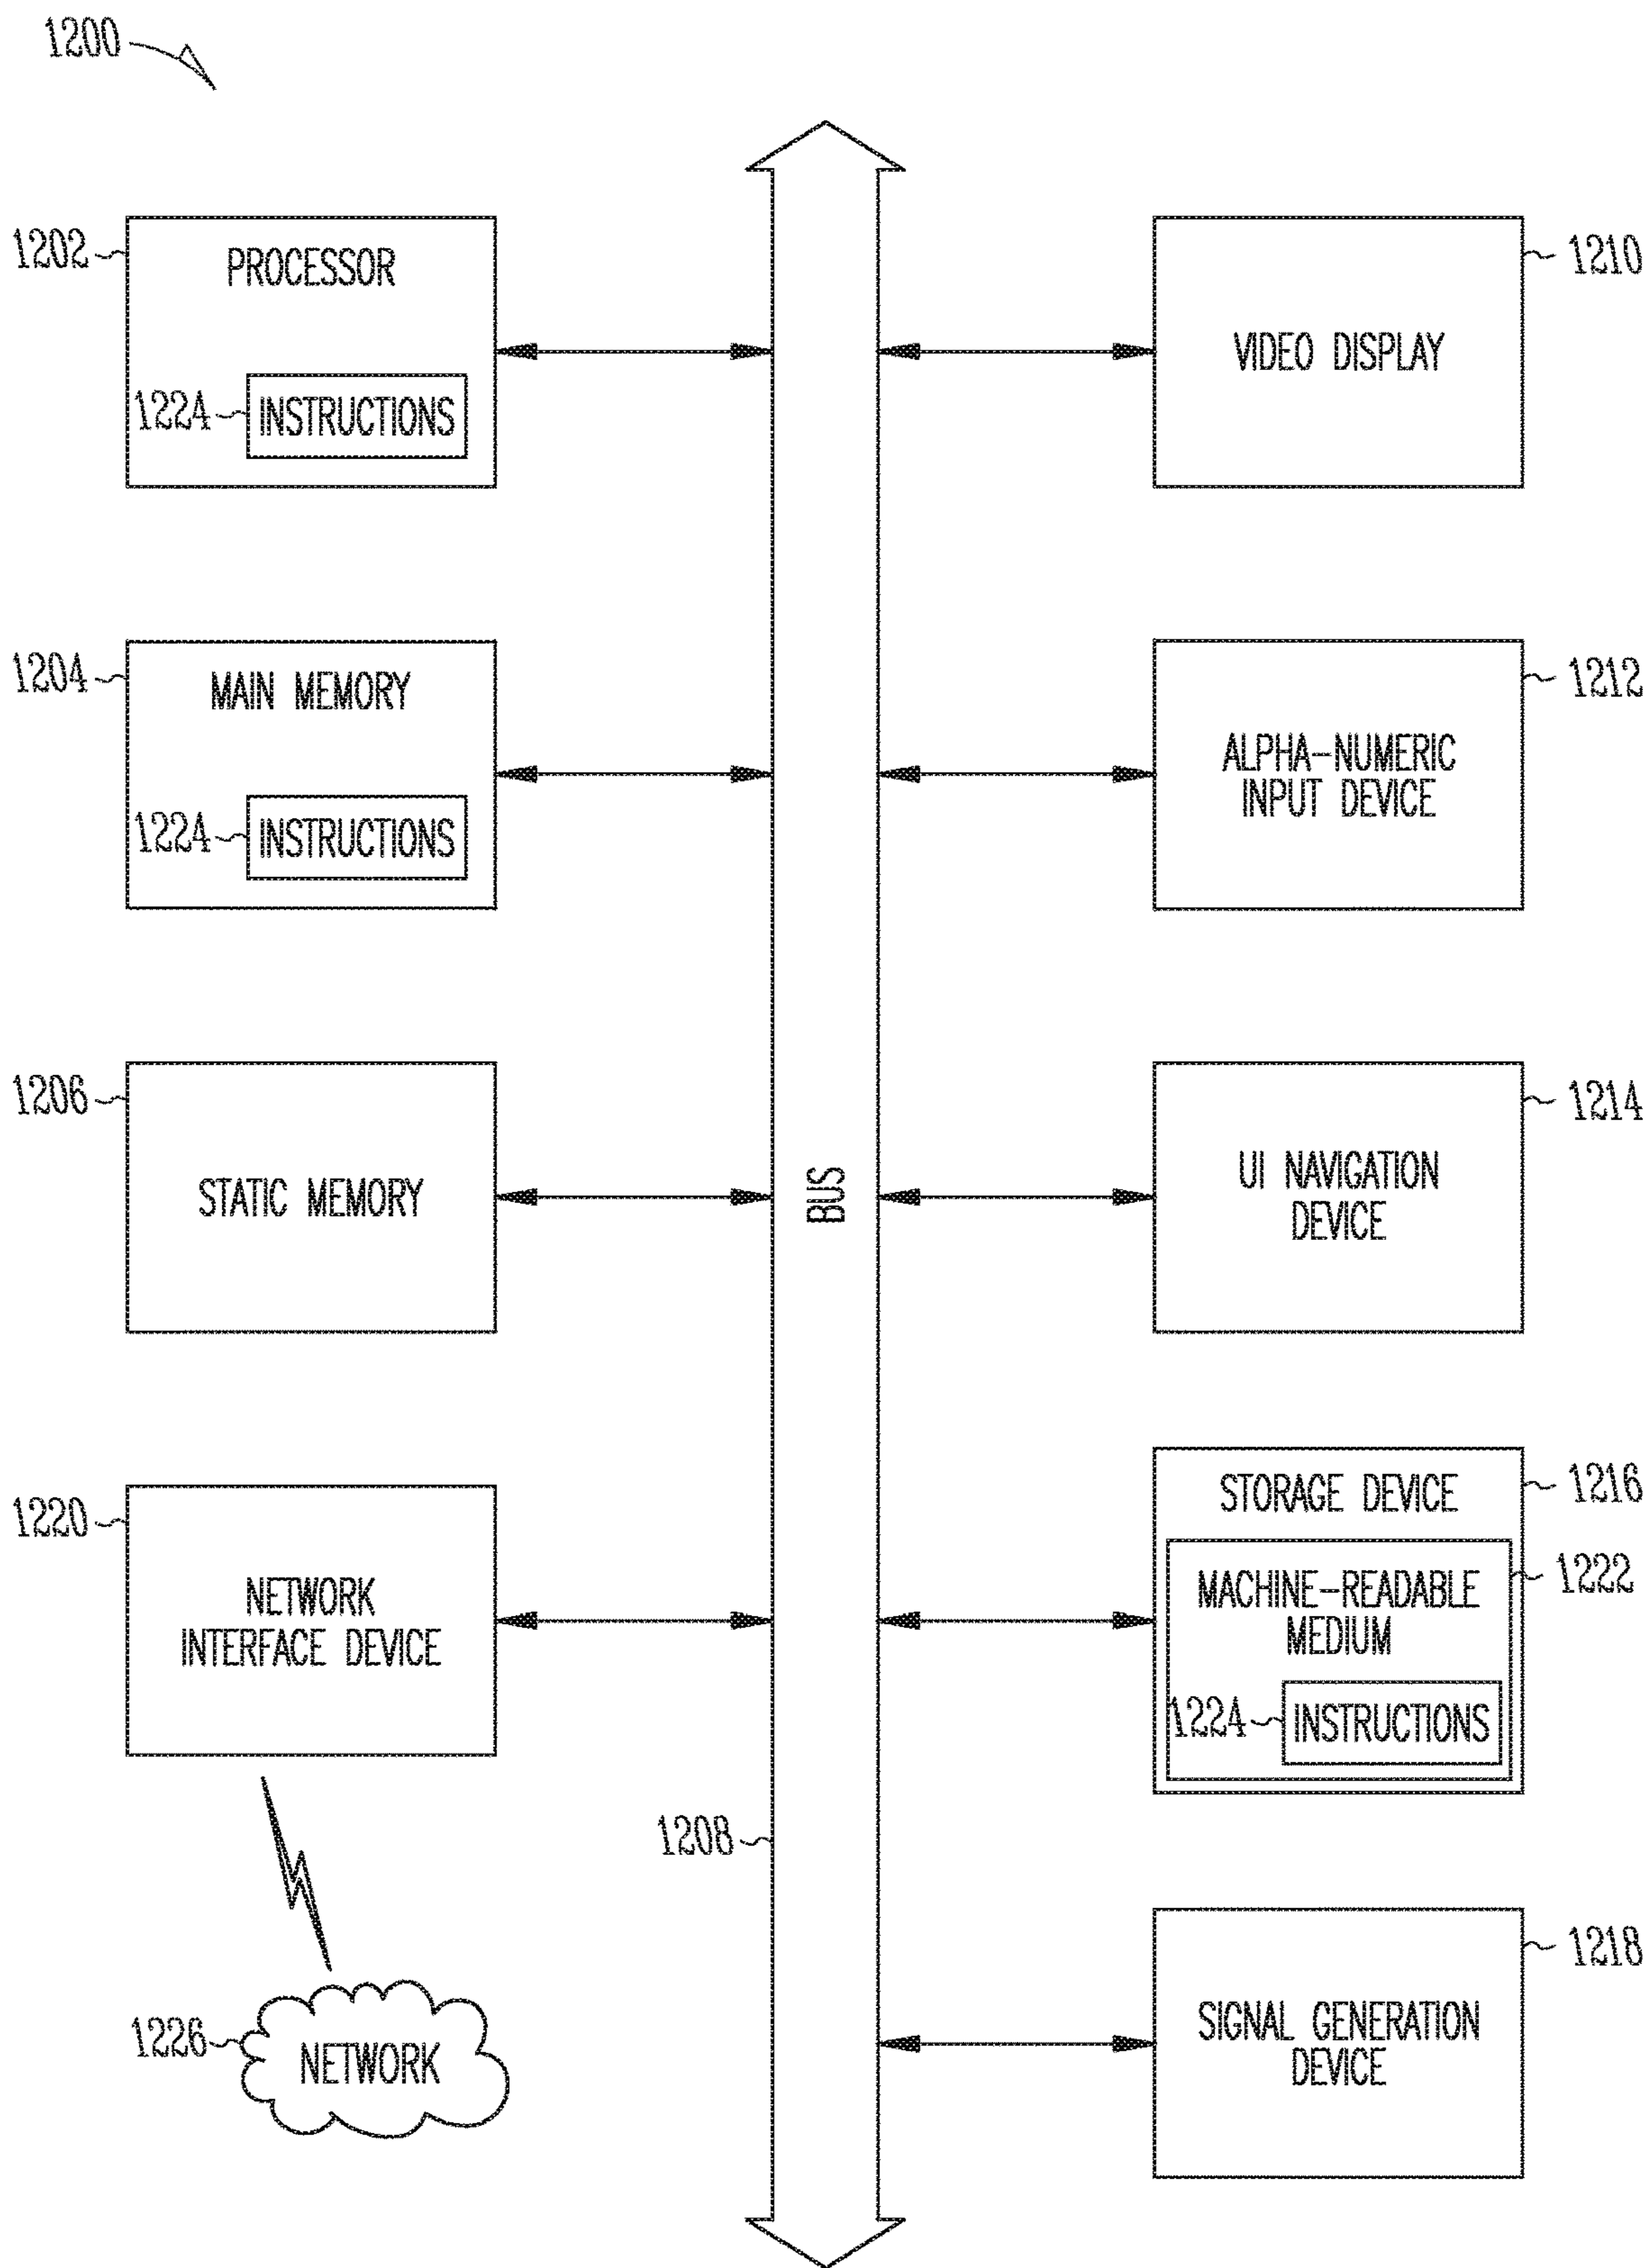 1200
1202
PROCESSOR
1224
INSTRUCTIONS
1204
MAIN MEMORY
1224
INSTRUCTIONS
1206
STATIC MEMORY
1220
NETWORK
INTERFACE DEVICE
1226
NETWORK
BUS
1208
1210
VIDEO DISPLAY
1212
ALPHA-NUMERIC
INPUT DEVICE
1214
UI NAVIGATION
DEVICE
1216
STORAGE DEVICE
1222
MACHINE-READABLE
MEDIUM
1224
INSTRUCTIONS
1218
SIGNAL GENERATION
DEVICE